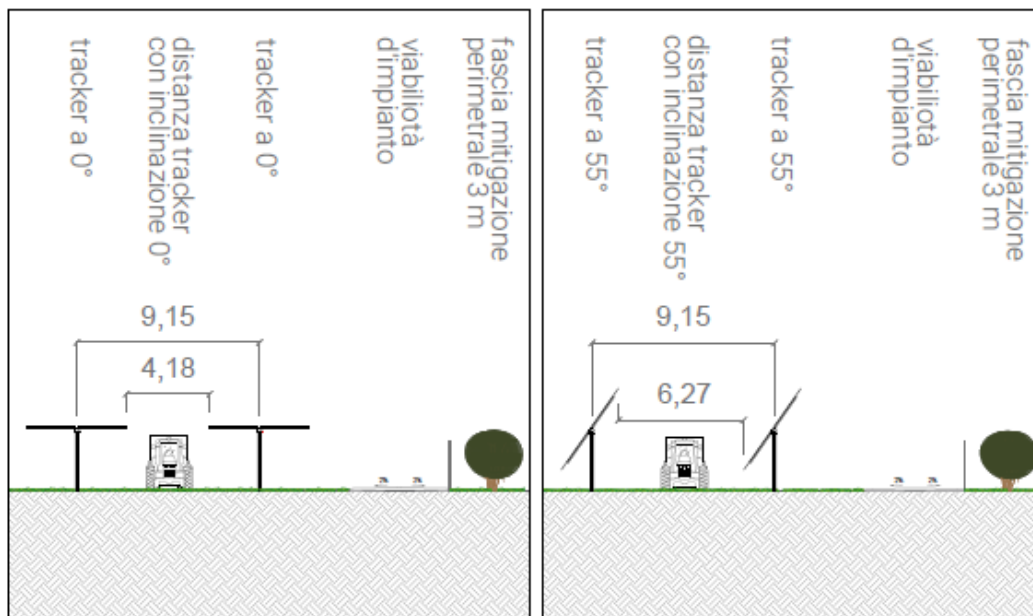 tracker a 0°
distanza tracker
con inclinazione 0°
tracker a 0°
viabiliotà
d'impianto
fascia mitigazione
perimetrale 3 m
9,15
4,18
tracker a 55°
distanza tracker
con inclinazione 55°
tracker a 55°
viabiliotà
d'impianto
fascia mitigazione
perimetrale 3 m
9,15
6,27